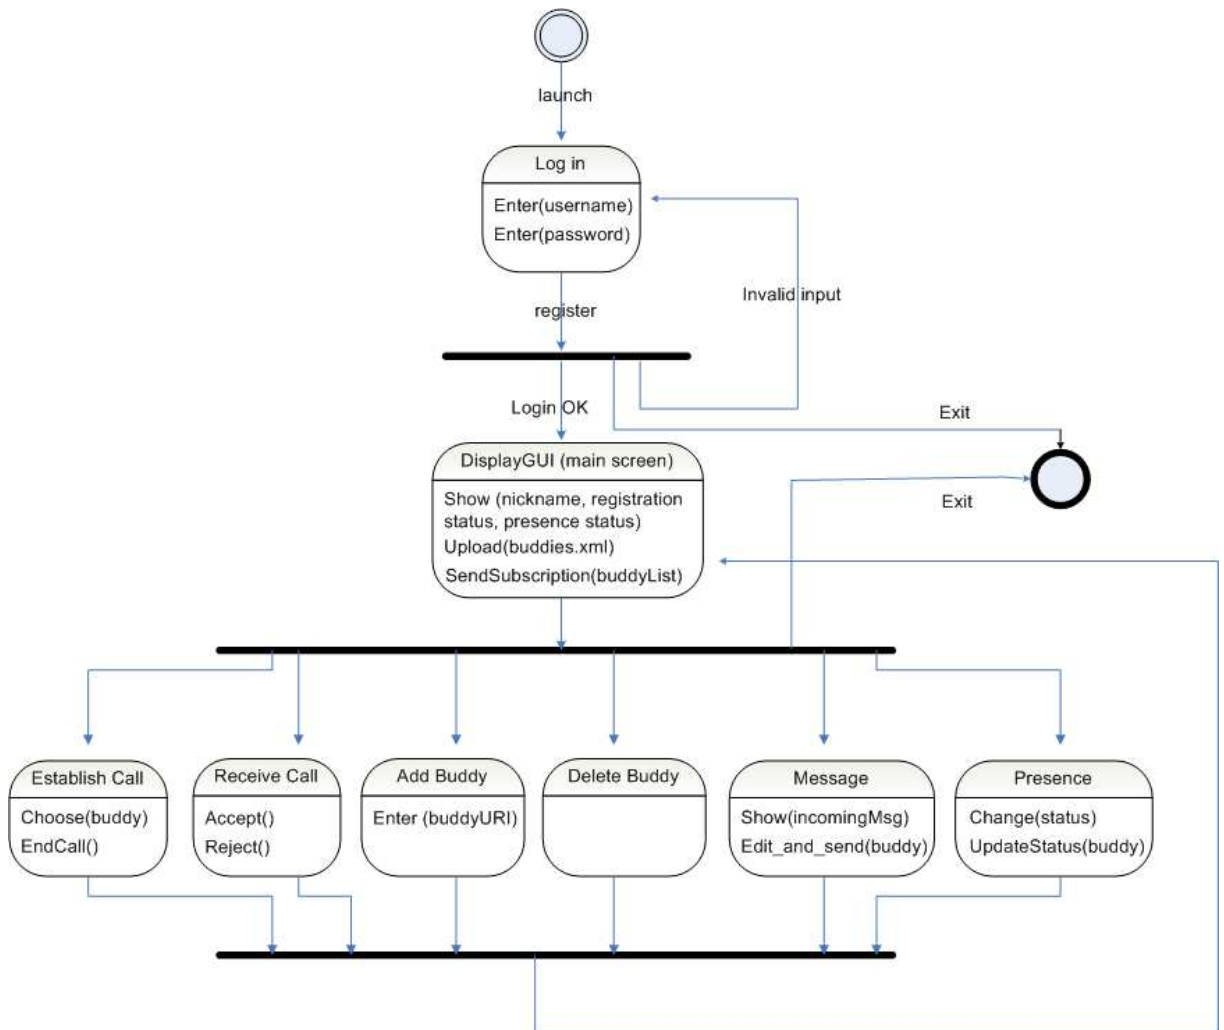 launch
Log in
Enter(username)
Enter(password)
Invalid input
register
Login OK
Exit
DisplayGUI (main screen)
Show (nickname, registration
status, presence status)
Upload(buddies.xml)
SendSubscription(buddyList)
Exit
Establish Call
Choose(buddy)
EndCall()
Receive Call
Accept()
Reject()
Add Buddy
Enter (buddyURI)
Delete Buddy
Message
Show(incomingMsg)
Edit_and_send(buddy)
Presence
Change(status)
UpdateStatus(buddy)